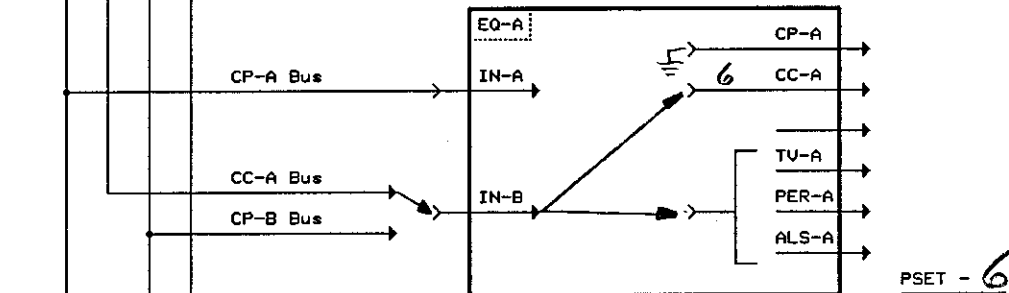 EQ-A
CP-A
CP-A Bus
IN-A
6
CC-A
TV-A
CC-A Bus
IN-B
PER-A
CP-B Bus
ALS-A
PSET - 6